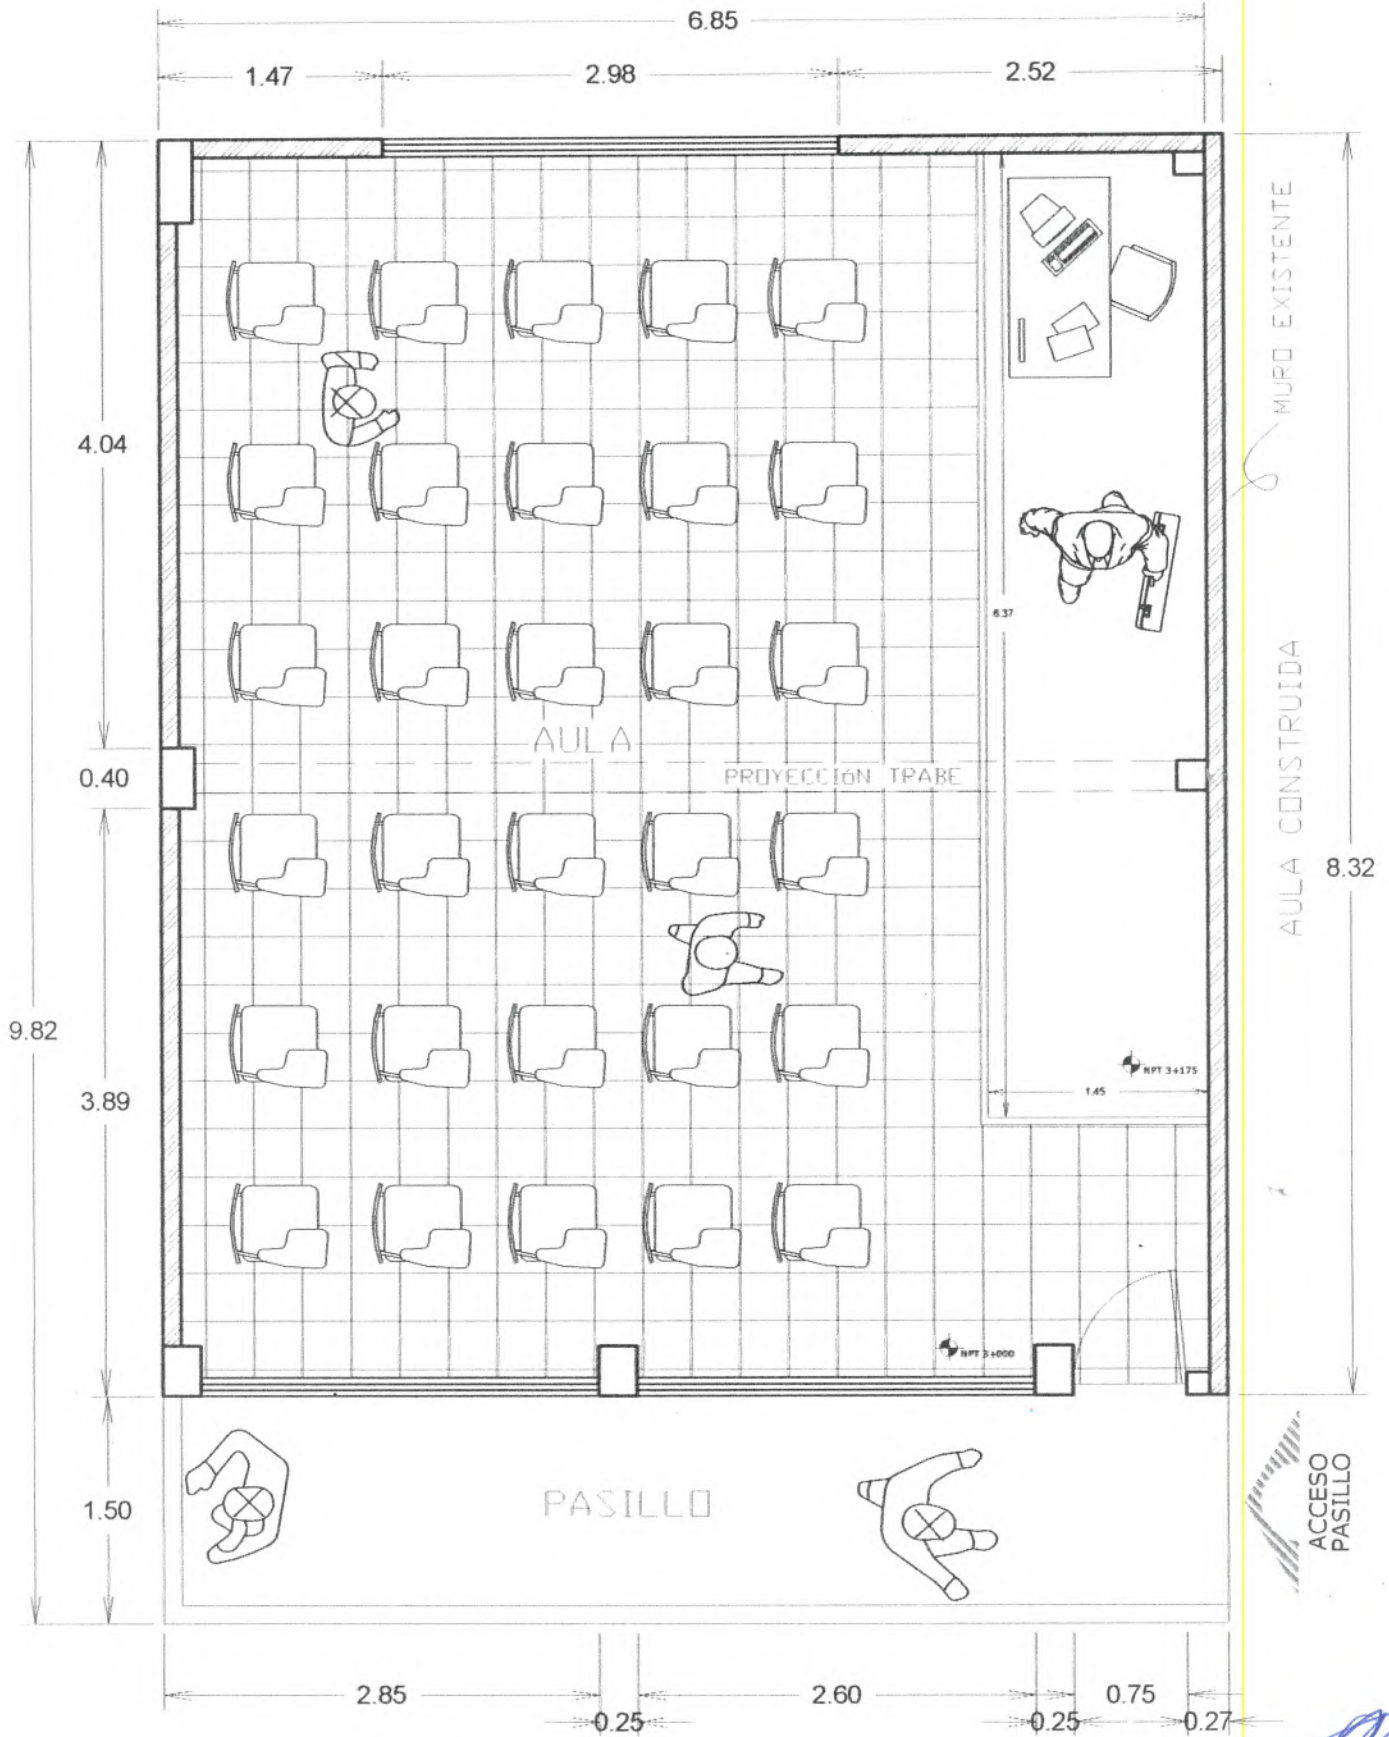 6.85
1.47
2.98
2.52
MURO EXISTENTE
4.04
6.37
AULA
0.40
PROYECCIóN TRABE
AULA CONSTRUIDA
8.32
9.82
NPT 3+175
1.45
3.89
NPT 3+000
1.50
PASILLO
ACCESO
PASILLO
2.85
2.60
0.75
0.25
0.25
0.27